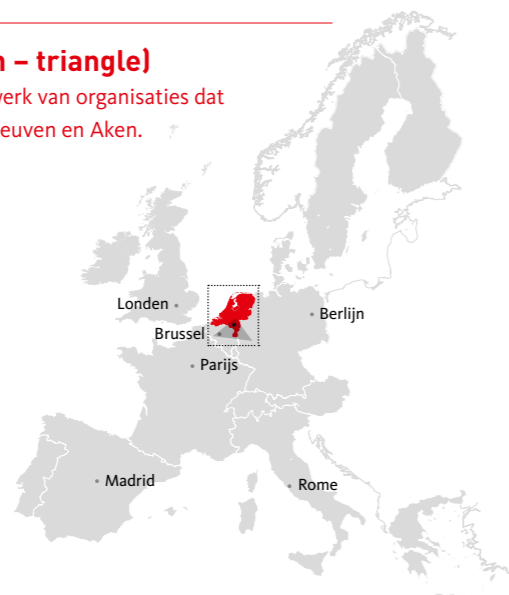 n – triangle)
werk van organisaties dat
euven en Aken.
Londen
Berlijn
Brussel
Parijs
Madrid
Rome